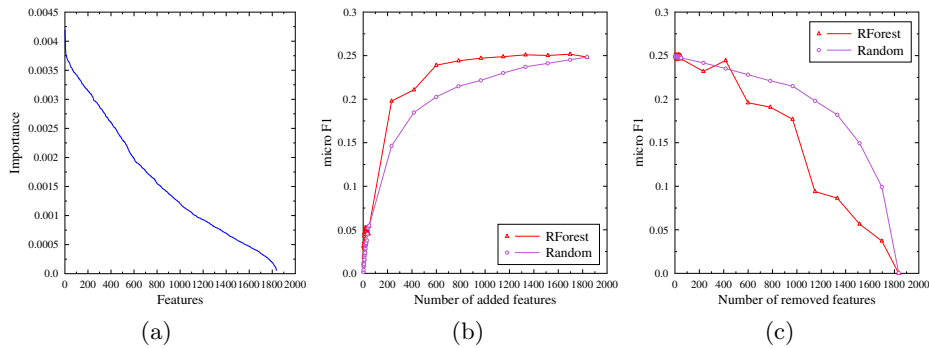 0.0045
0.004
0.0035
0.003
0.0025
0.002
0.0015
0.001
0.0005
0.0
Importance
0 200 400 600 800 1000 1200 1400 1600 1800 2000
Features
(a)
0.3
0.25
0.2
0.15
0.1
0.05
0.0
micro F1
RForest
Random
0 200 400 600 800 1000 1200 1400 1600 1800 2000
Number of added features
(b)
0.3
0.25
0.2
0.15
0.1
0.05
0.0
micro F1
RForest
Random
0 200 400 600 800 1000 1200 1400 1600 1800 2000
Number of removed features
(c)